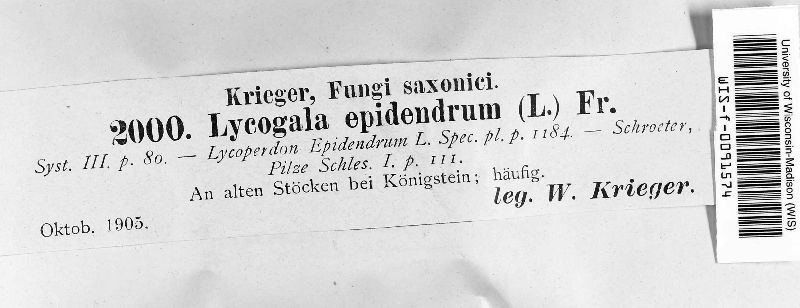 Krieger, Fungi saxonici.
2000. Lycogala epidendrum (L.) Fr.
Syst. III. p. 80. — Lycoperdon Epidendrum L. Spec. pl. p. 1184. — Schroeter,
Pilze Schles. I. p. 111.
An alten Stöcken bei Königstein; häufig.
leg. W. Krieger.
Oktob. 1905.
University of Wisconsin-Madison (WIS)
WIS-f-0091574